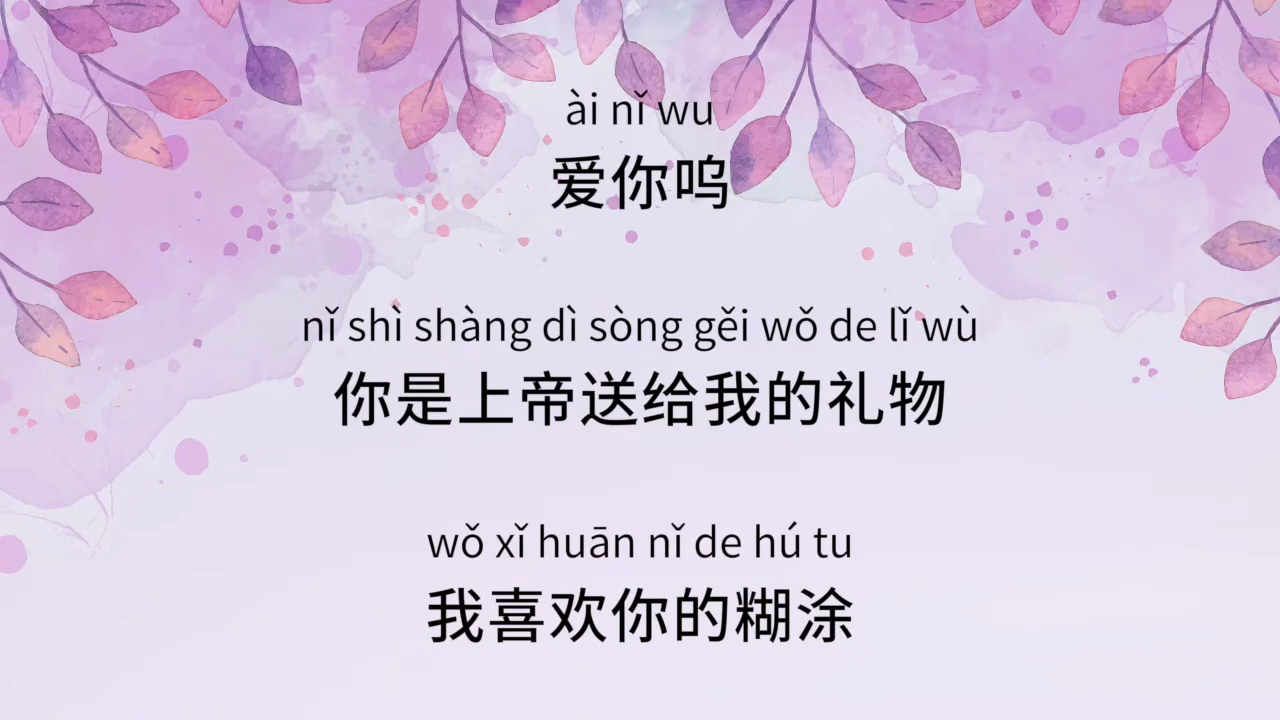 ài nǐ wu
爱你呜
nǐ shì shàng dì sòng gěi wǒ de lǐ wù
你是上帝送给我的礼物
wǒ xǐ huān nǐ de hú tu
我喜欢你的糊涂